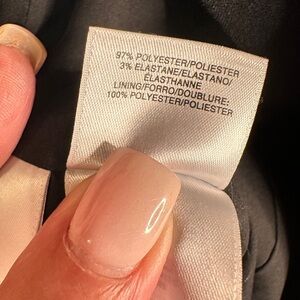 97% POLYESTER/POLIESTER
3% ELASTANE/ELASTANO/
ÉLASTHANNE
LINING/FORRO/DOUBLURE:
100% POLYESTER/POLIESTER